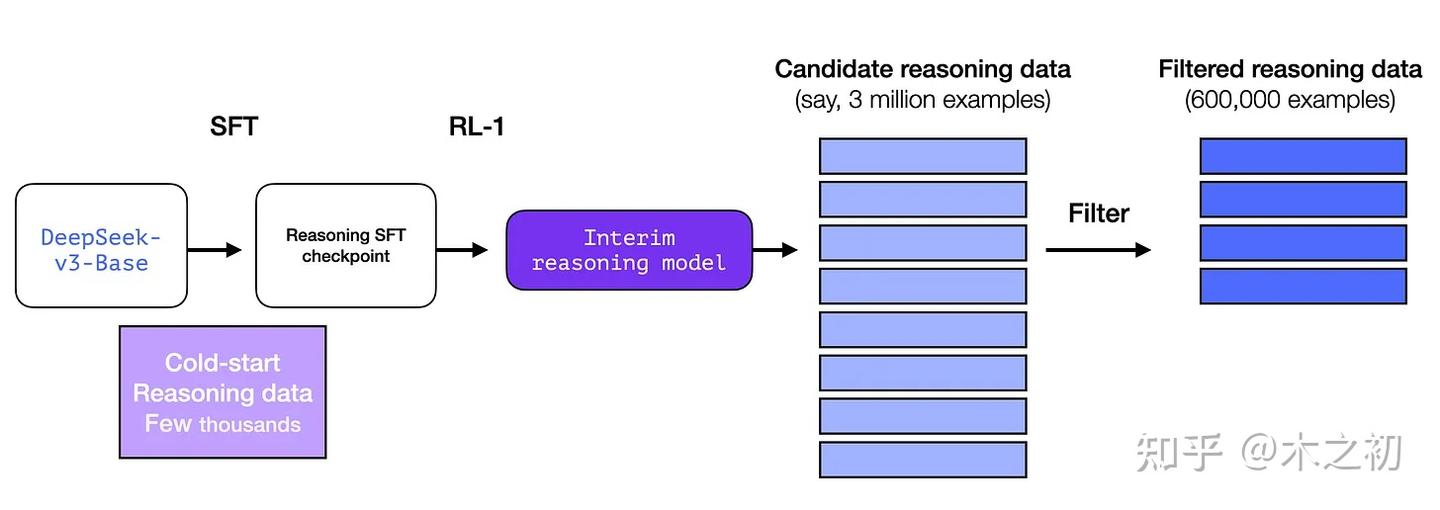 Candidate reasoning data
(say, 3 million examples)
Filtered reasoning data
(600,000 examples)
SFT
RL-1
DeepSeek-
v3-Base
Reasoning SFT
checkpoint
Interim
reasoning model
Filter
Cold-start
Reasoning data
Few thousands
知乎 @木之初